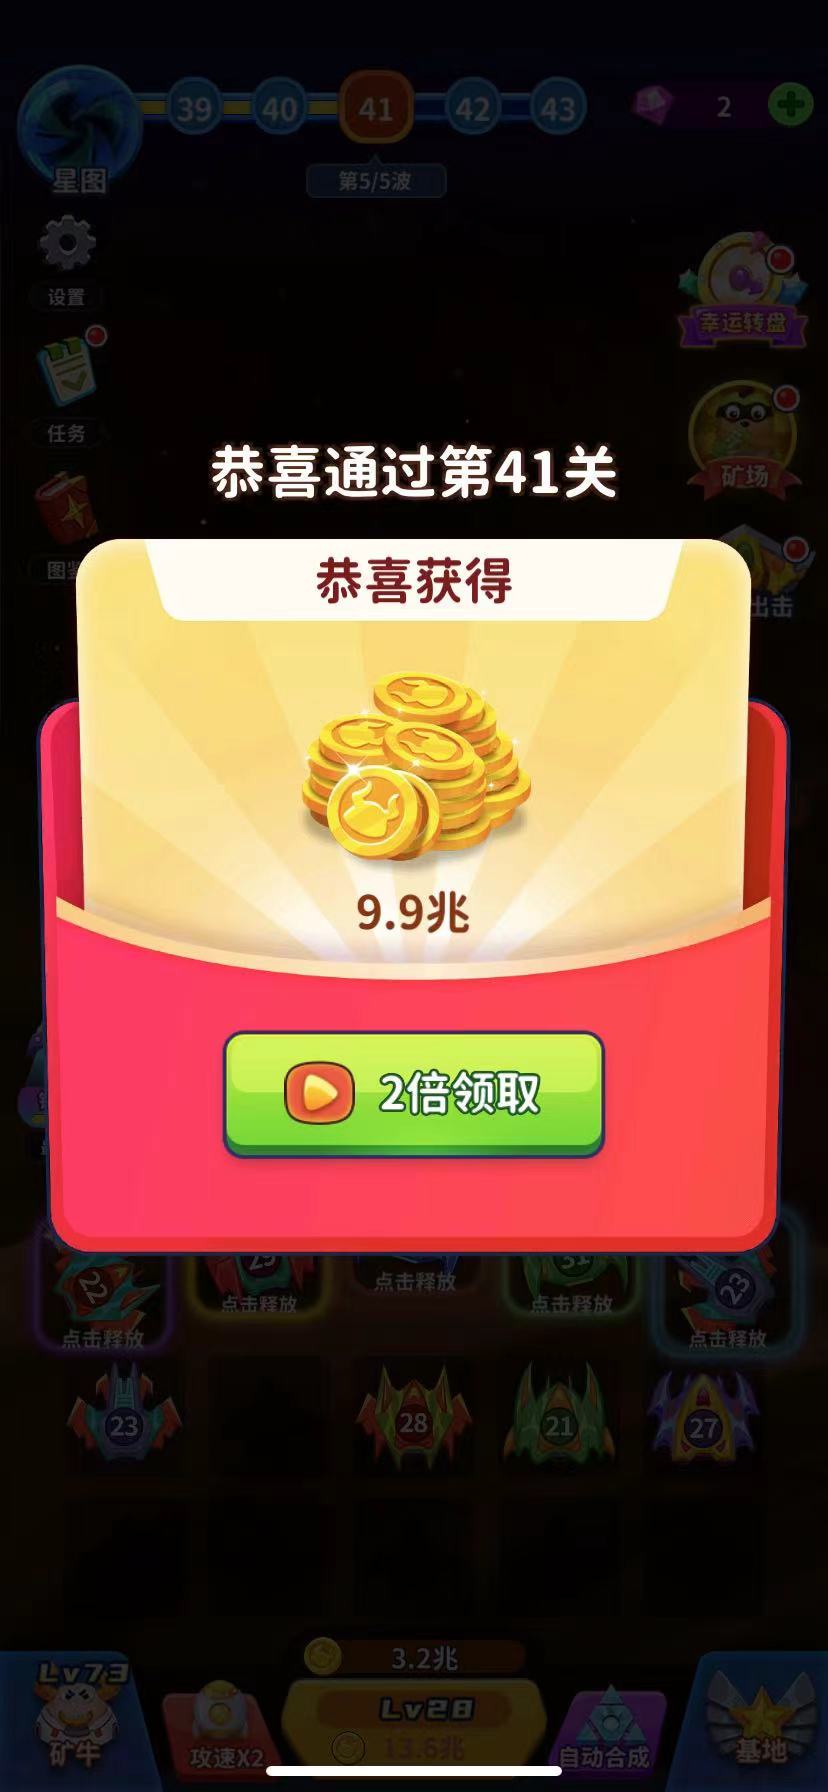 39
40
41
42
43
2
星图
第5/5波
设置
幸运转盘
任务
矿场
恭喜通过第41关
恭喜获得
出击
9.9兆
2倍领取
22
29
31
23
点击释放
点击释放
点击释放
点击释放
点击释放
23
28
21
27
3.2兆
Lv73
矿牛
攻速X2
Lv28
13.6兆
自动合成
基地